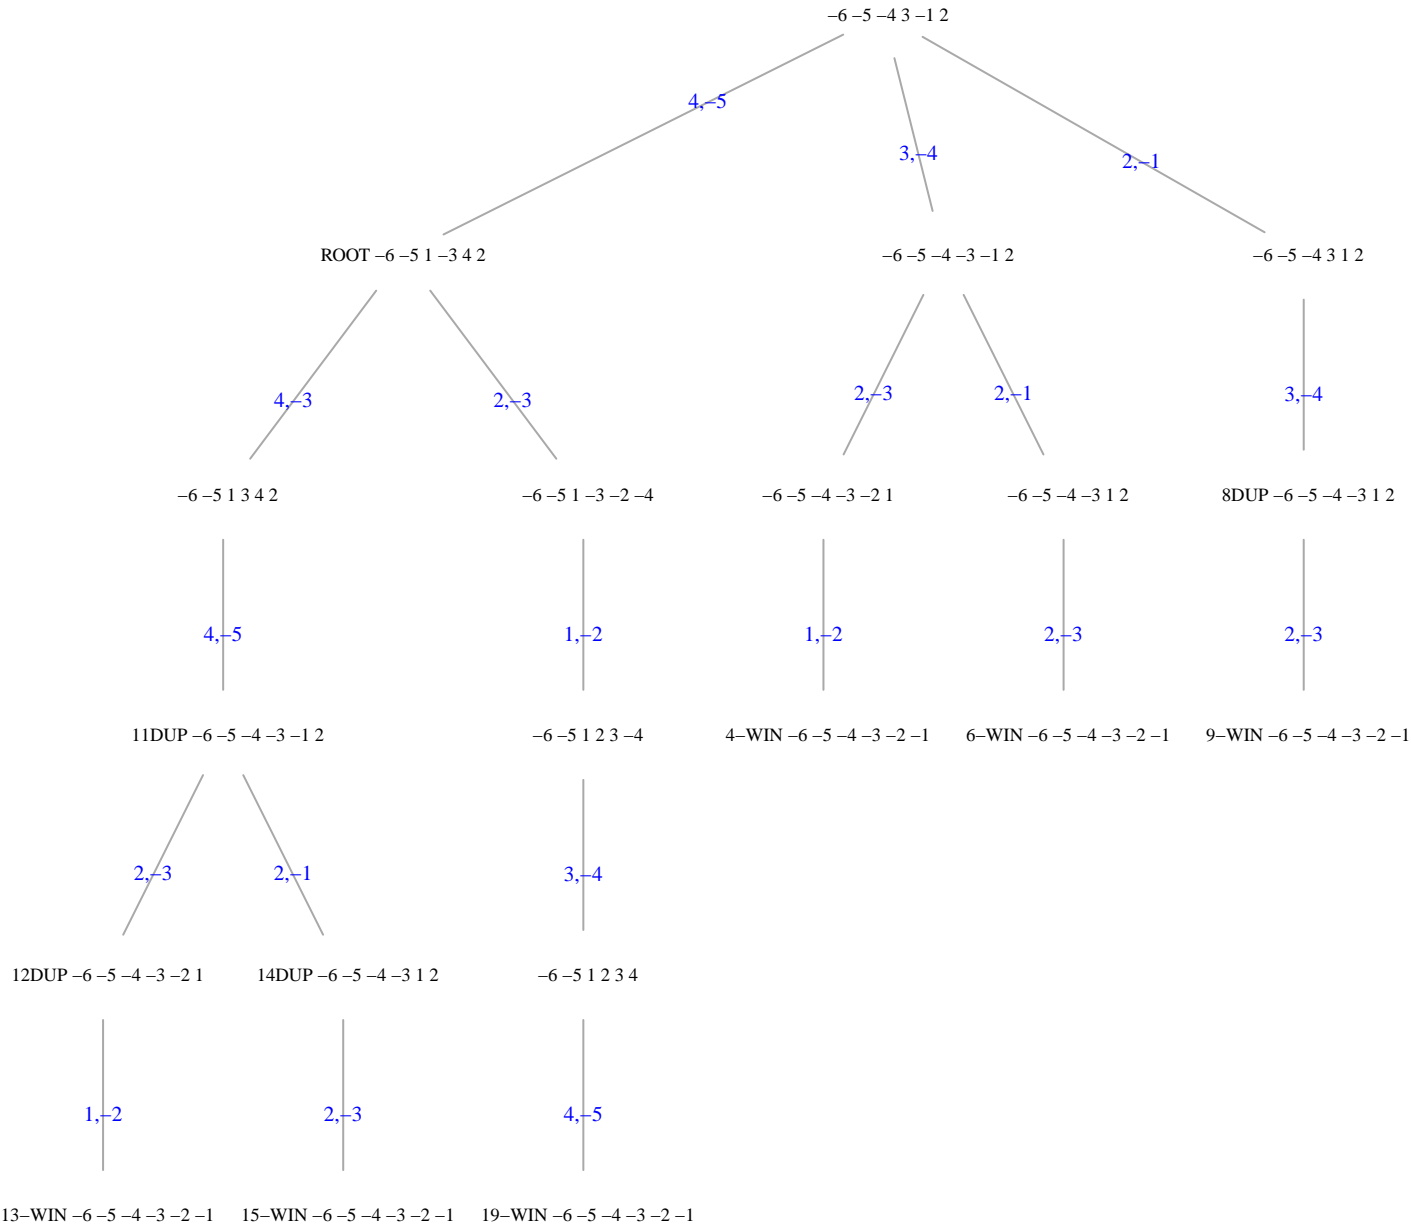 –6 –5 –4 3 –1 2
4,–5
3,–4
2,–1
ROOT –6 –5 1 –3 4 2
–6 –5 –4 –3 –1 2
–6 –5 –4 3 1 2
4,–3
2,–3
2,–3
2,–1
3,–4
–6 –5 1 3 4 2
–6 –5 1 –3 –2 –4
–6 –5 –4 –3 –2 1
–6 –5 –4 –3 1 2
8DUP –6 –5 –4 –3 1 2
4,–5
1,–2
1,–2
2,–3
2,–3
11DUP –6 –5 –4 –3 –1 2
–6 –5 1 2 3 –4
4–WIN –6 –5 –4 –3 –2 –1
6–WIN –6 –5 –4 –3 –2 –1
9–WIN –6 –5 –4 –3 –2 –1
2,–3
2,–1
3,–4
12DUP –6 –5 –4 –3 –2 1
14DUP –6 –5 –4 –3 1 2
–6 –5 1 2 3 4
1,–2
2,–3
4,–5
13–WIN –6 –5 –4 –3 –2 –1
15–WIN –6 –5 –4 –3 –2 –1
19–WIN –6 –5 –4 –3 –2 –1